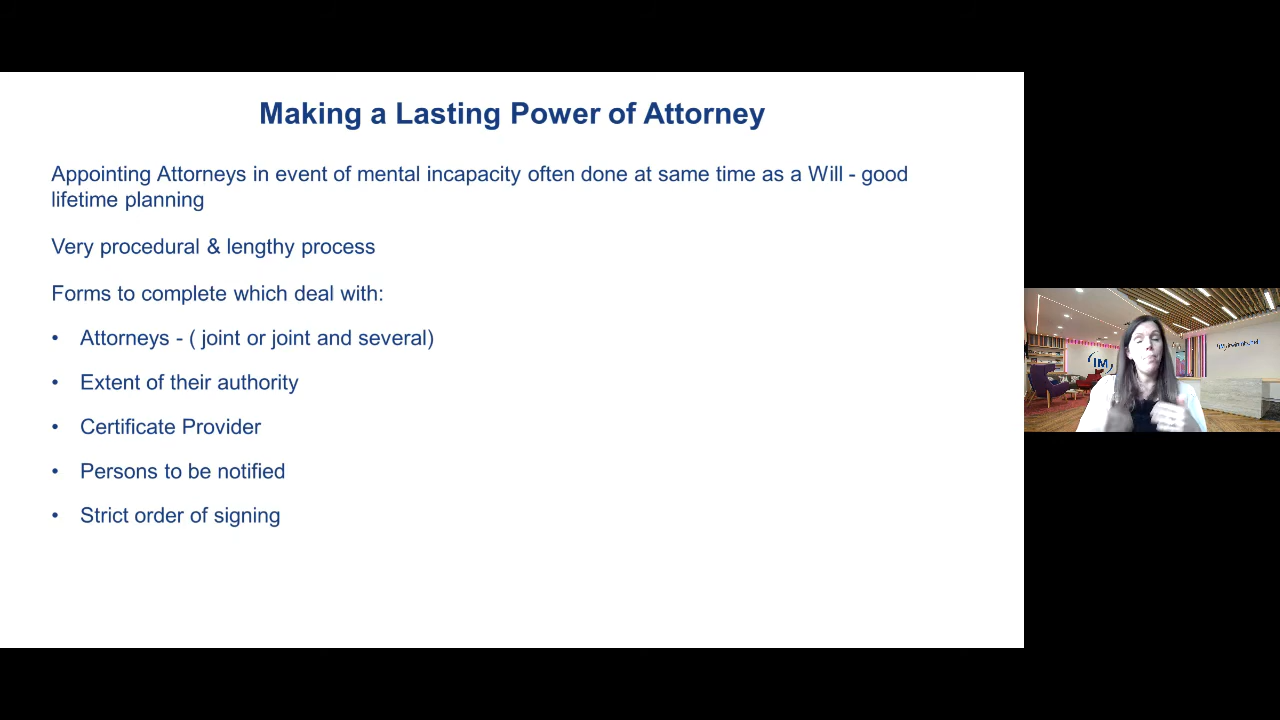 Making a Lasting Power of Attorney
Appointing Attorneys in event of mental incapacity often done at same time as a Will - good
lifetime planning
Very procedural & lengthy process
Forms to complete which deal with:
• Attorneys - ( joint or joint and several)
• Extent of their authority
• Certificate Provider
• Persons to be notified
• Strict order of signing
IM